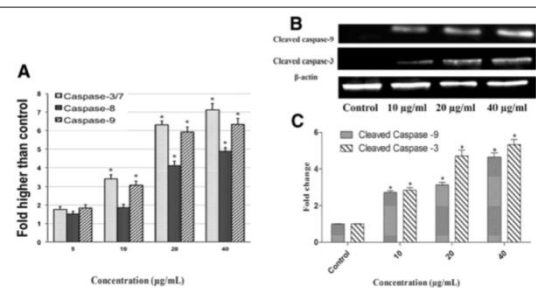 A
Caspase-3/7
Caspase-8
Caspase-9
Fold higher than control
8
7
6
5
4
3
2
1
0
* * * * * * * *
5 10 20 40
Concentration (µg/mL)
B
Cleaved caspase-9
Cleaved caspase-3
β-actin
Control 10 µg/ml 20 µg/ml 40 µg/ml
C
Cleaved Caspase -9
Cleaved Caspase -3
Fold change
6
4
2
0
* * * * * *
Control 10 20 40
Concentration (µg/mL)